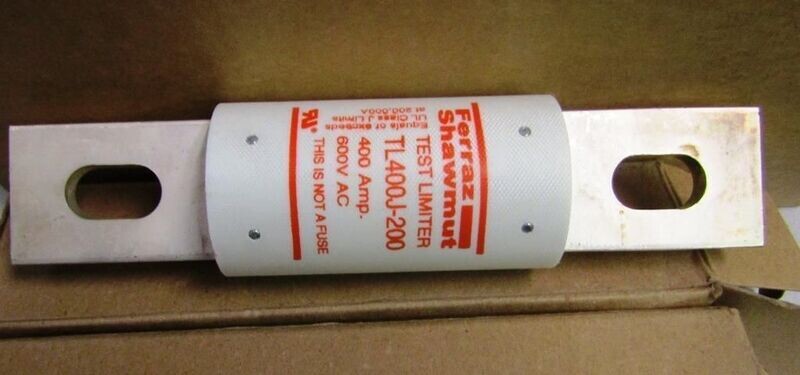 Ferraz
Shawmut
TEST LIMITER
TL400J-200
400 Amp.
600V AC
THIS IS NOT A FUSE
Equals or exceeds
UL Class J Limits
at 200,000A